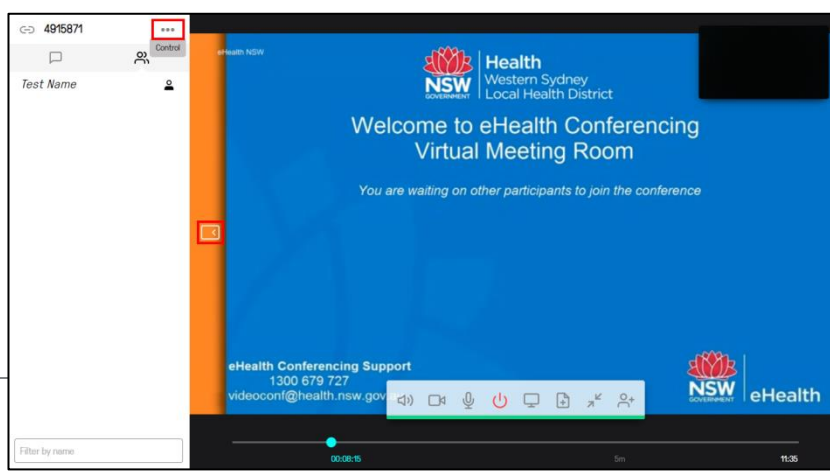 4915871
Control
Test Name
Filter by name
eHealth NSW
NSW
GOVERNMENT
Health
Western Sydney
Local Health District
Welcome to eHealth Conferencing
Virtual Meeting Room
You are waiting on other participants to join the conference
eHealth Conferencing Support
1300 679 727
videoconf@health.nsw.gov
NSW
GOVERNMENT
eHealth
00:08:15
5m
11:35